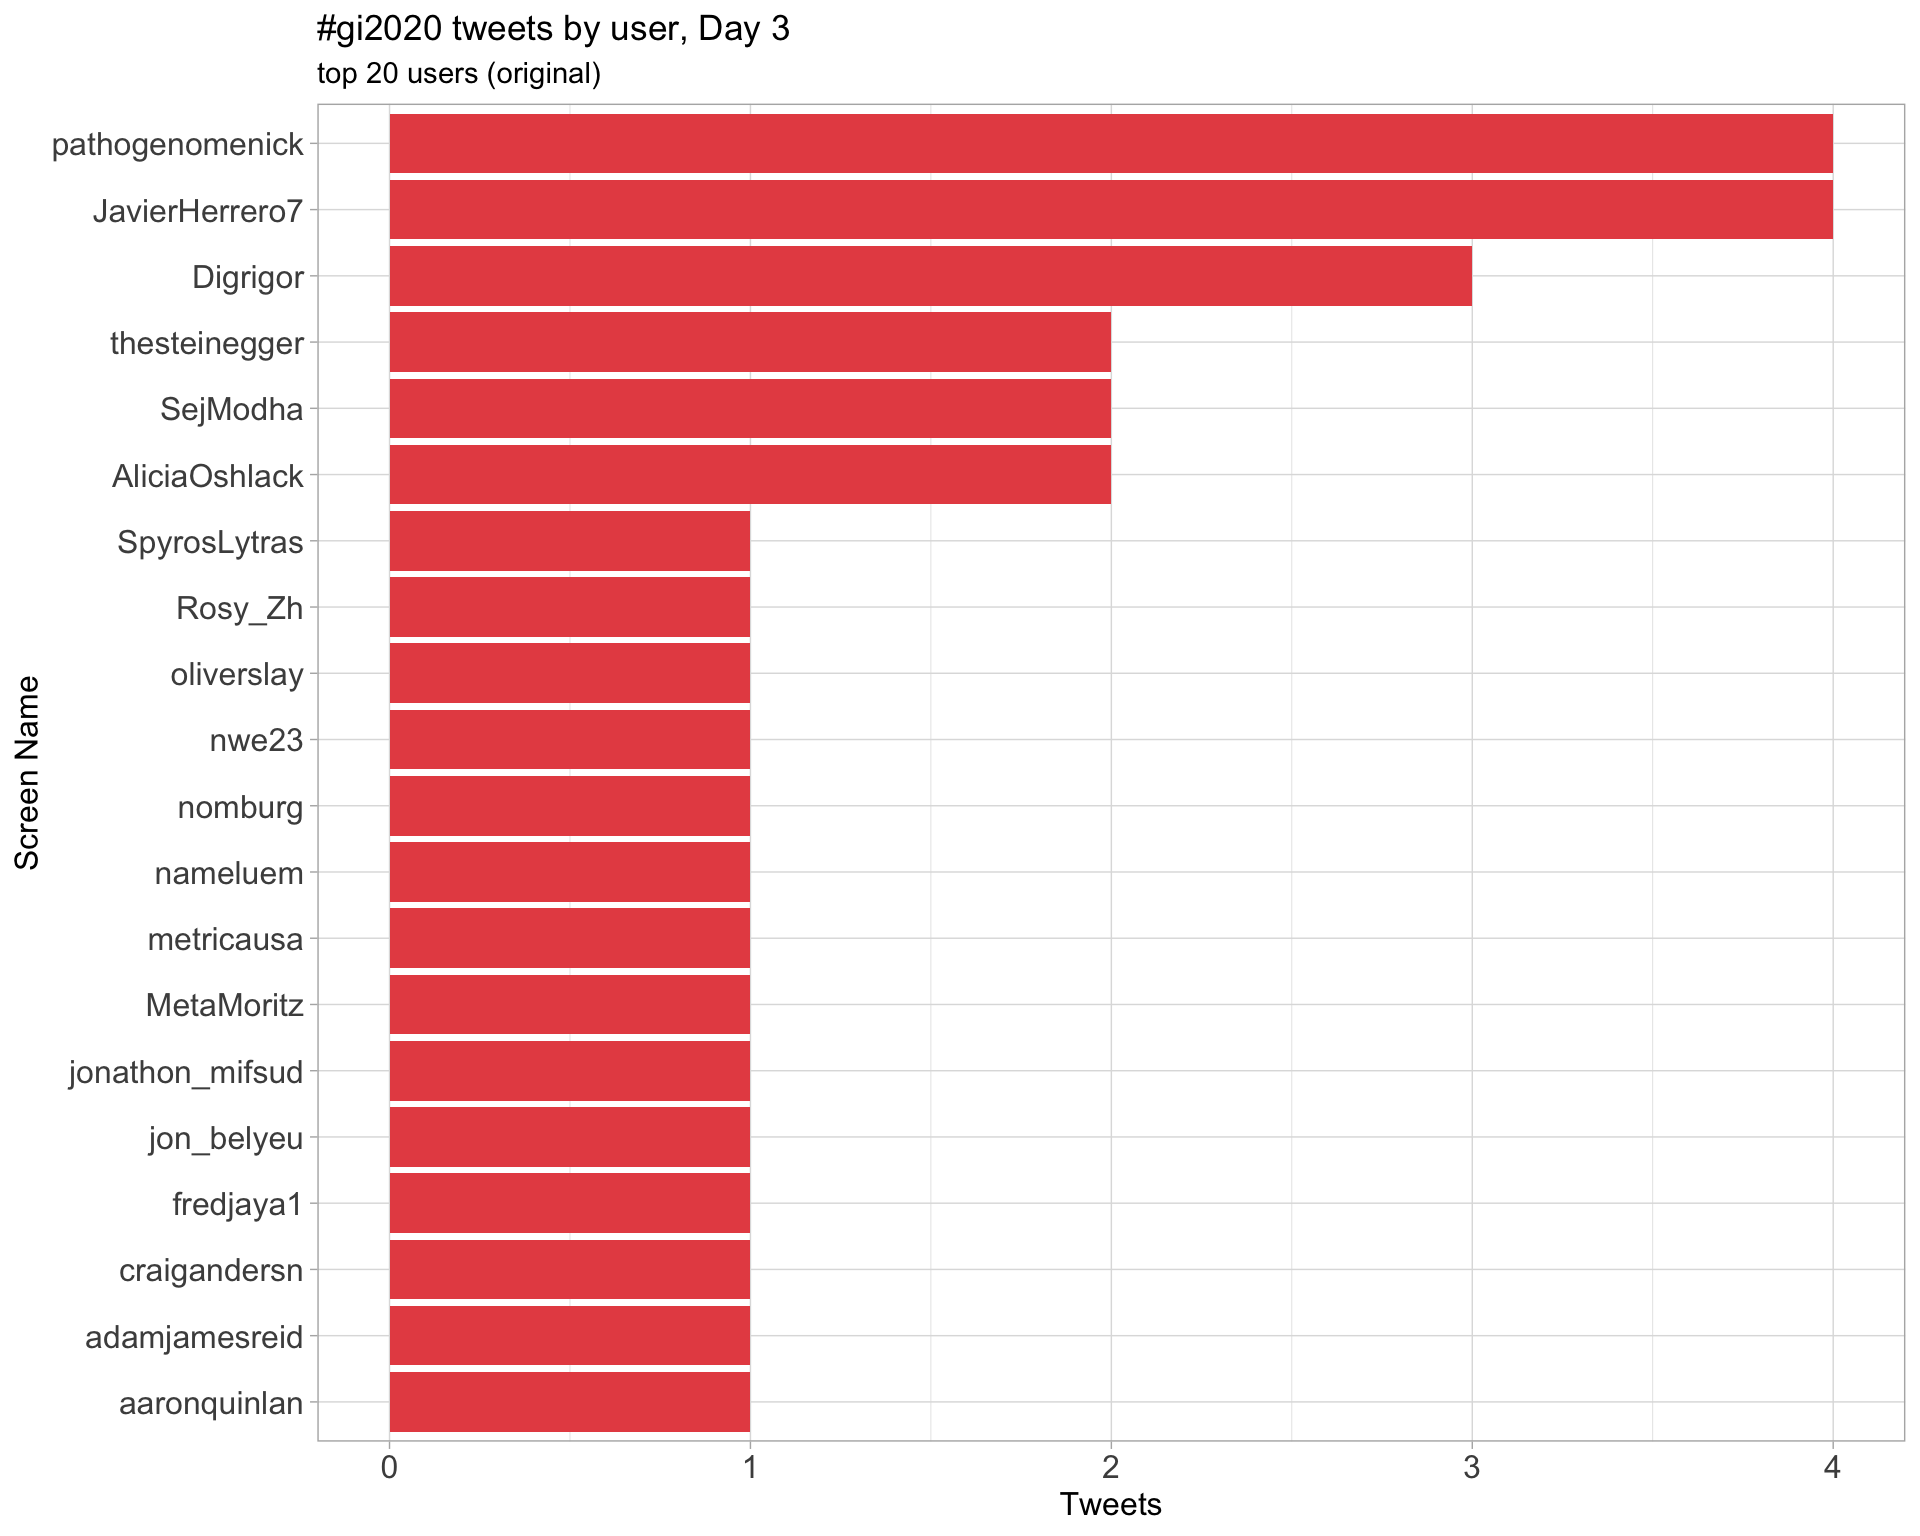 #gi2020 tweets by user, Day 3
top 20 users (original)
pathogenomenick
JavierHerrero7
Digrigor
thesteinegger
SejModha
AliciaOshlack
SpyrosLytras
Rosy_Zh
oliverslay
nwe23
nomburg
nameluem
metricausa
MetaMoritz
jonathon_mifsud
jon_belyeu
fredjaya1
craigandersn
adamjamesreid
aaronquinlan
Screen Name
0 1 2 3 4
Tweets